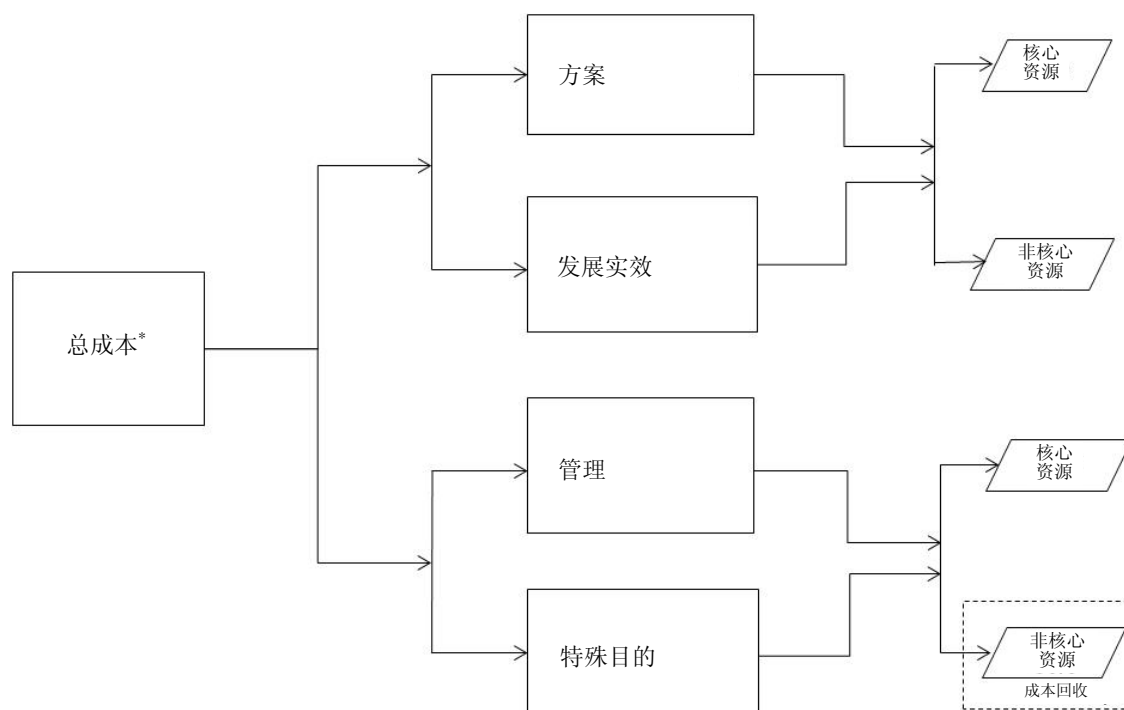 方案
核心
资源
发展实效
非核心
资源
总成本*
管理
核心
资源
特殊目的
非核心
资源
成本回收